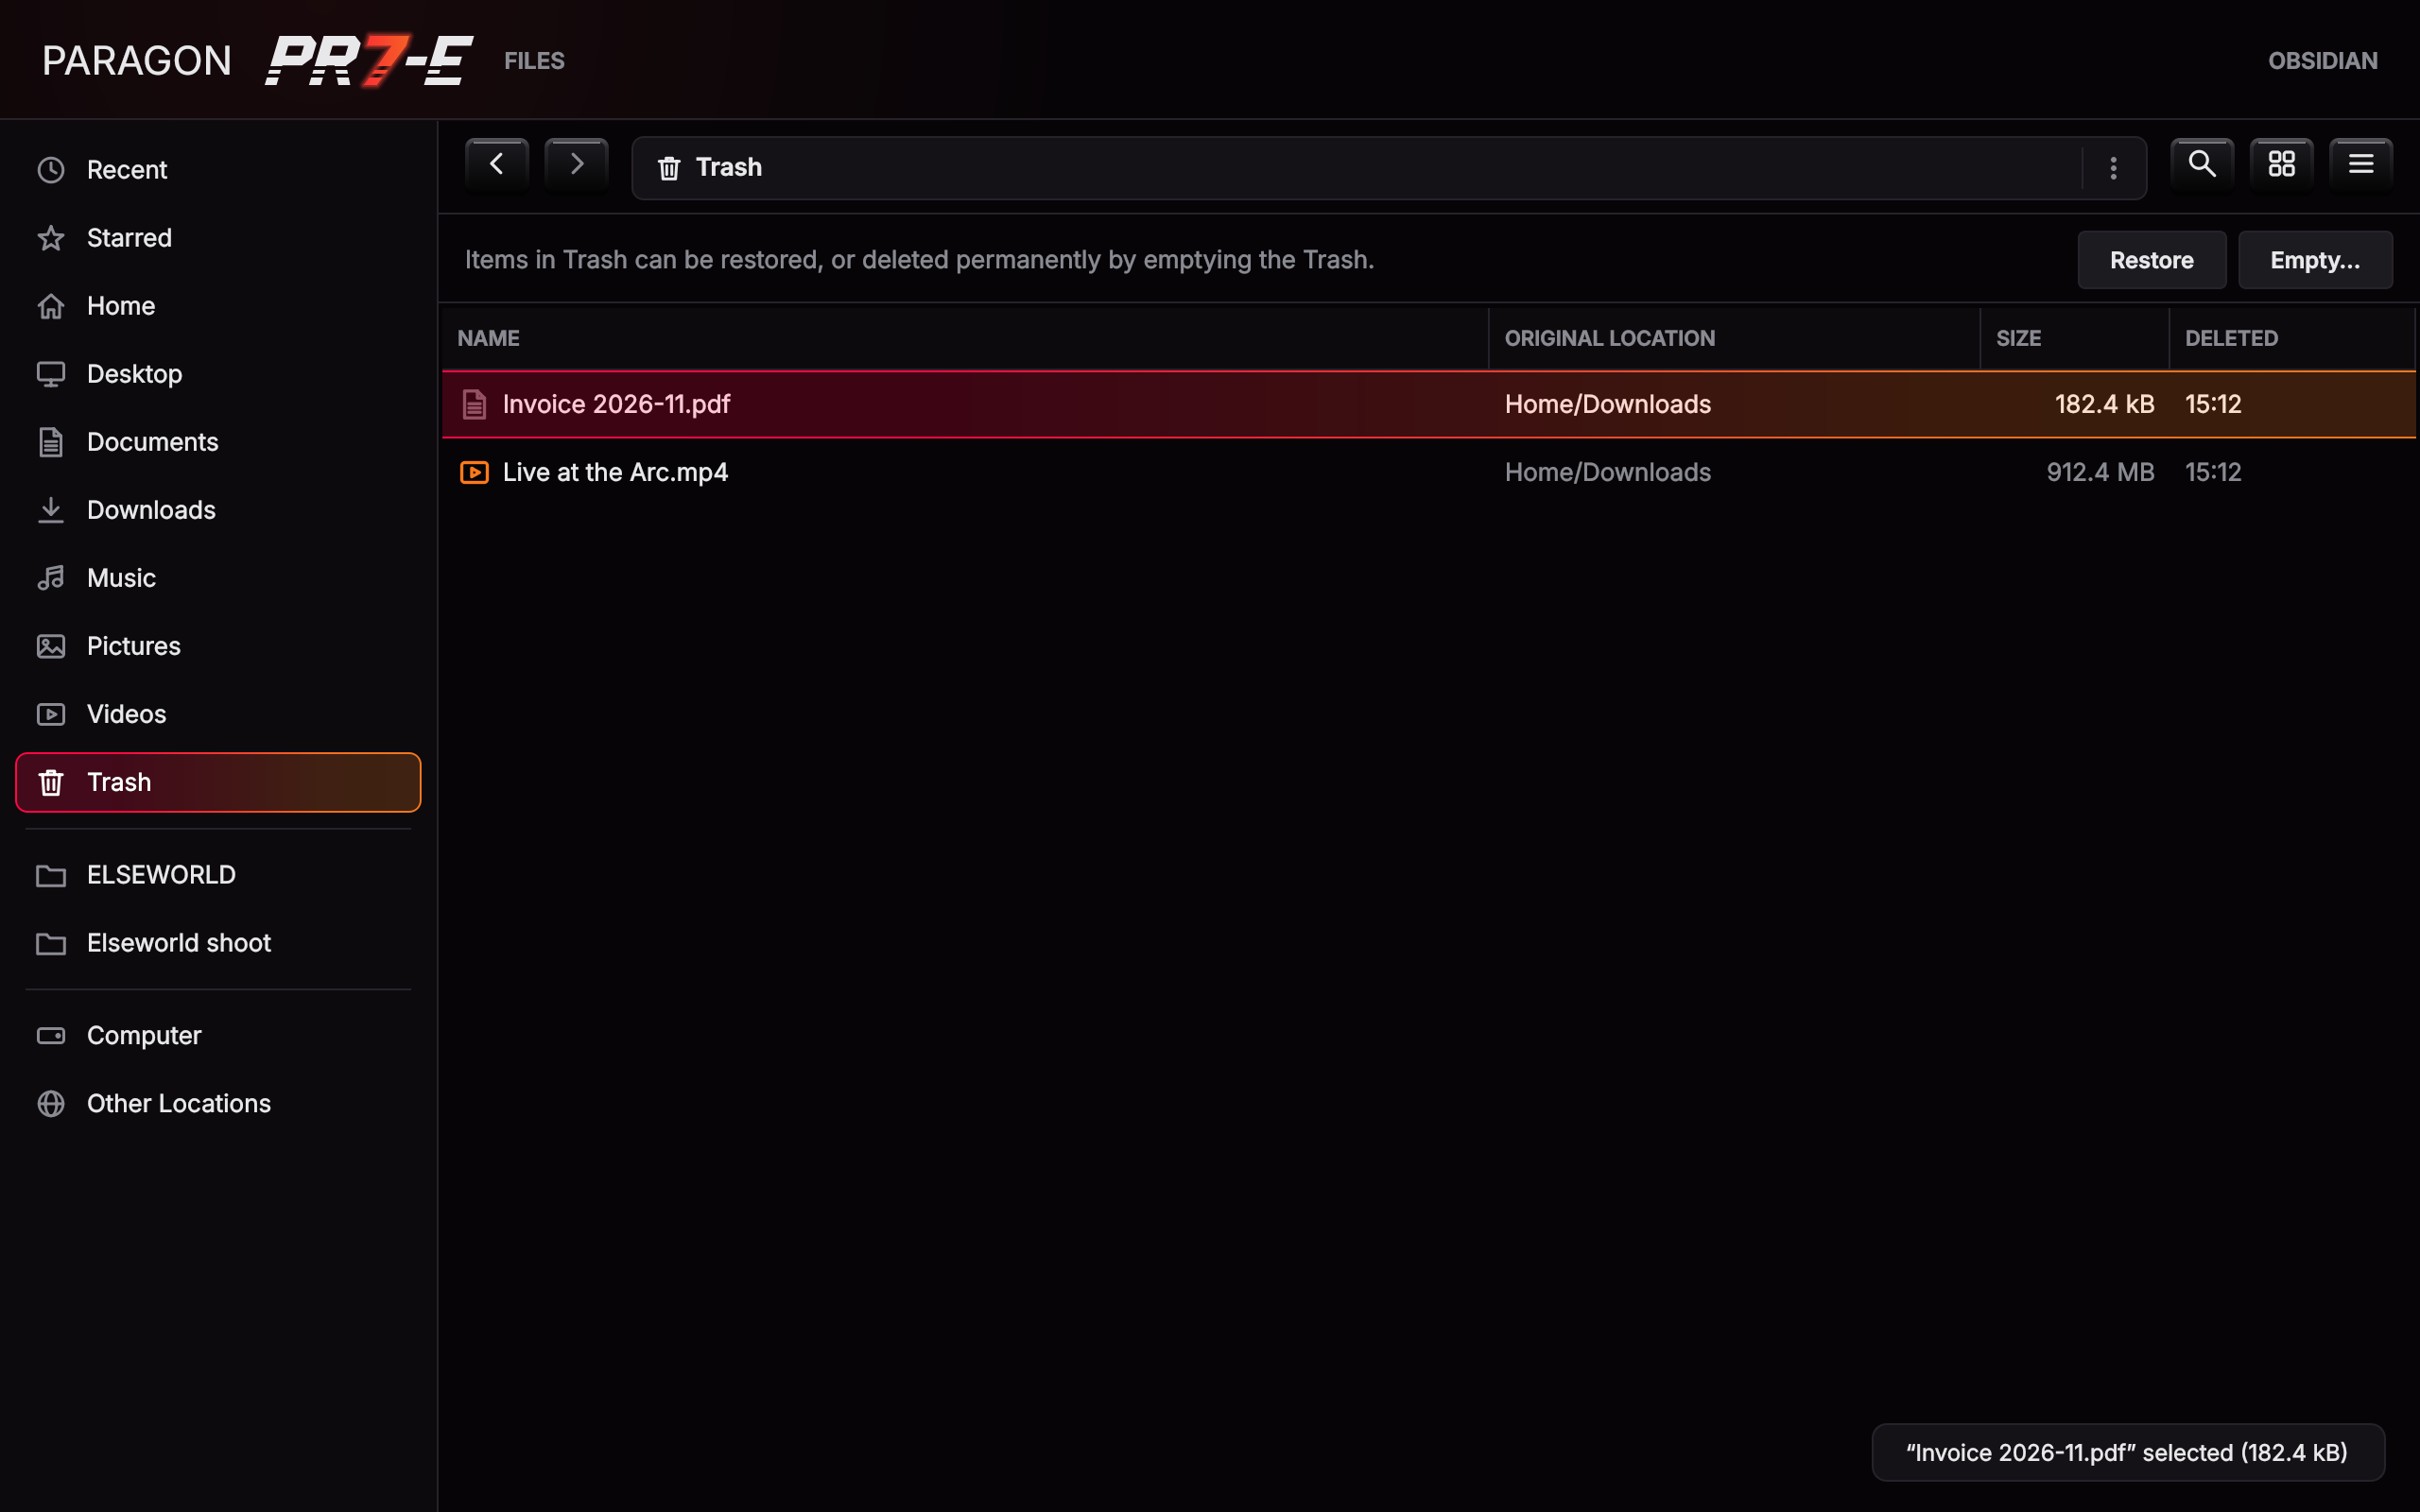 PARAGON PR7-E FILES OBSIDIAN
Recent
Starred
Home
Desktop
Documents
Downloads
Music
Pictures
Videos
Trash
ELSEWORLD
Elseworld shoot
Computer
Other Locations
Trash
Items in Trash can be restored, or deleted permanently by emptying the Trash. Restore Empty...
NAME ORIGINAL LOCATION SIZE DELETED
Invoice 2026-11.pdf Home/Downloads 182.4 kB 15:12
Live at the Arc.mp4 Home/Downloads 912.4 MB 15:12
“Invoice 2026-11.pdf” selected (182.4 kB)